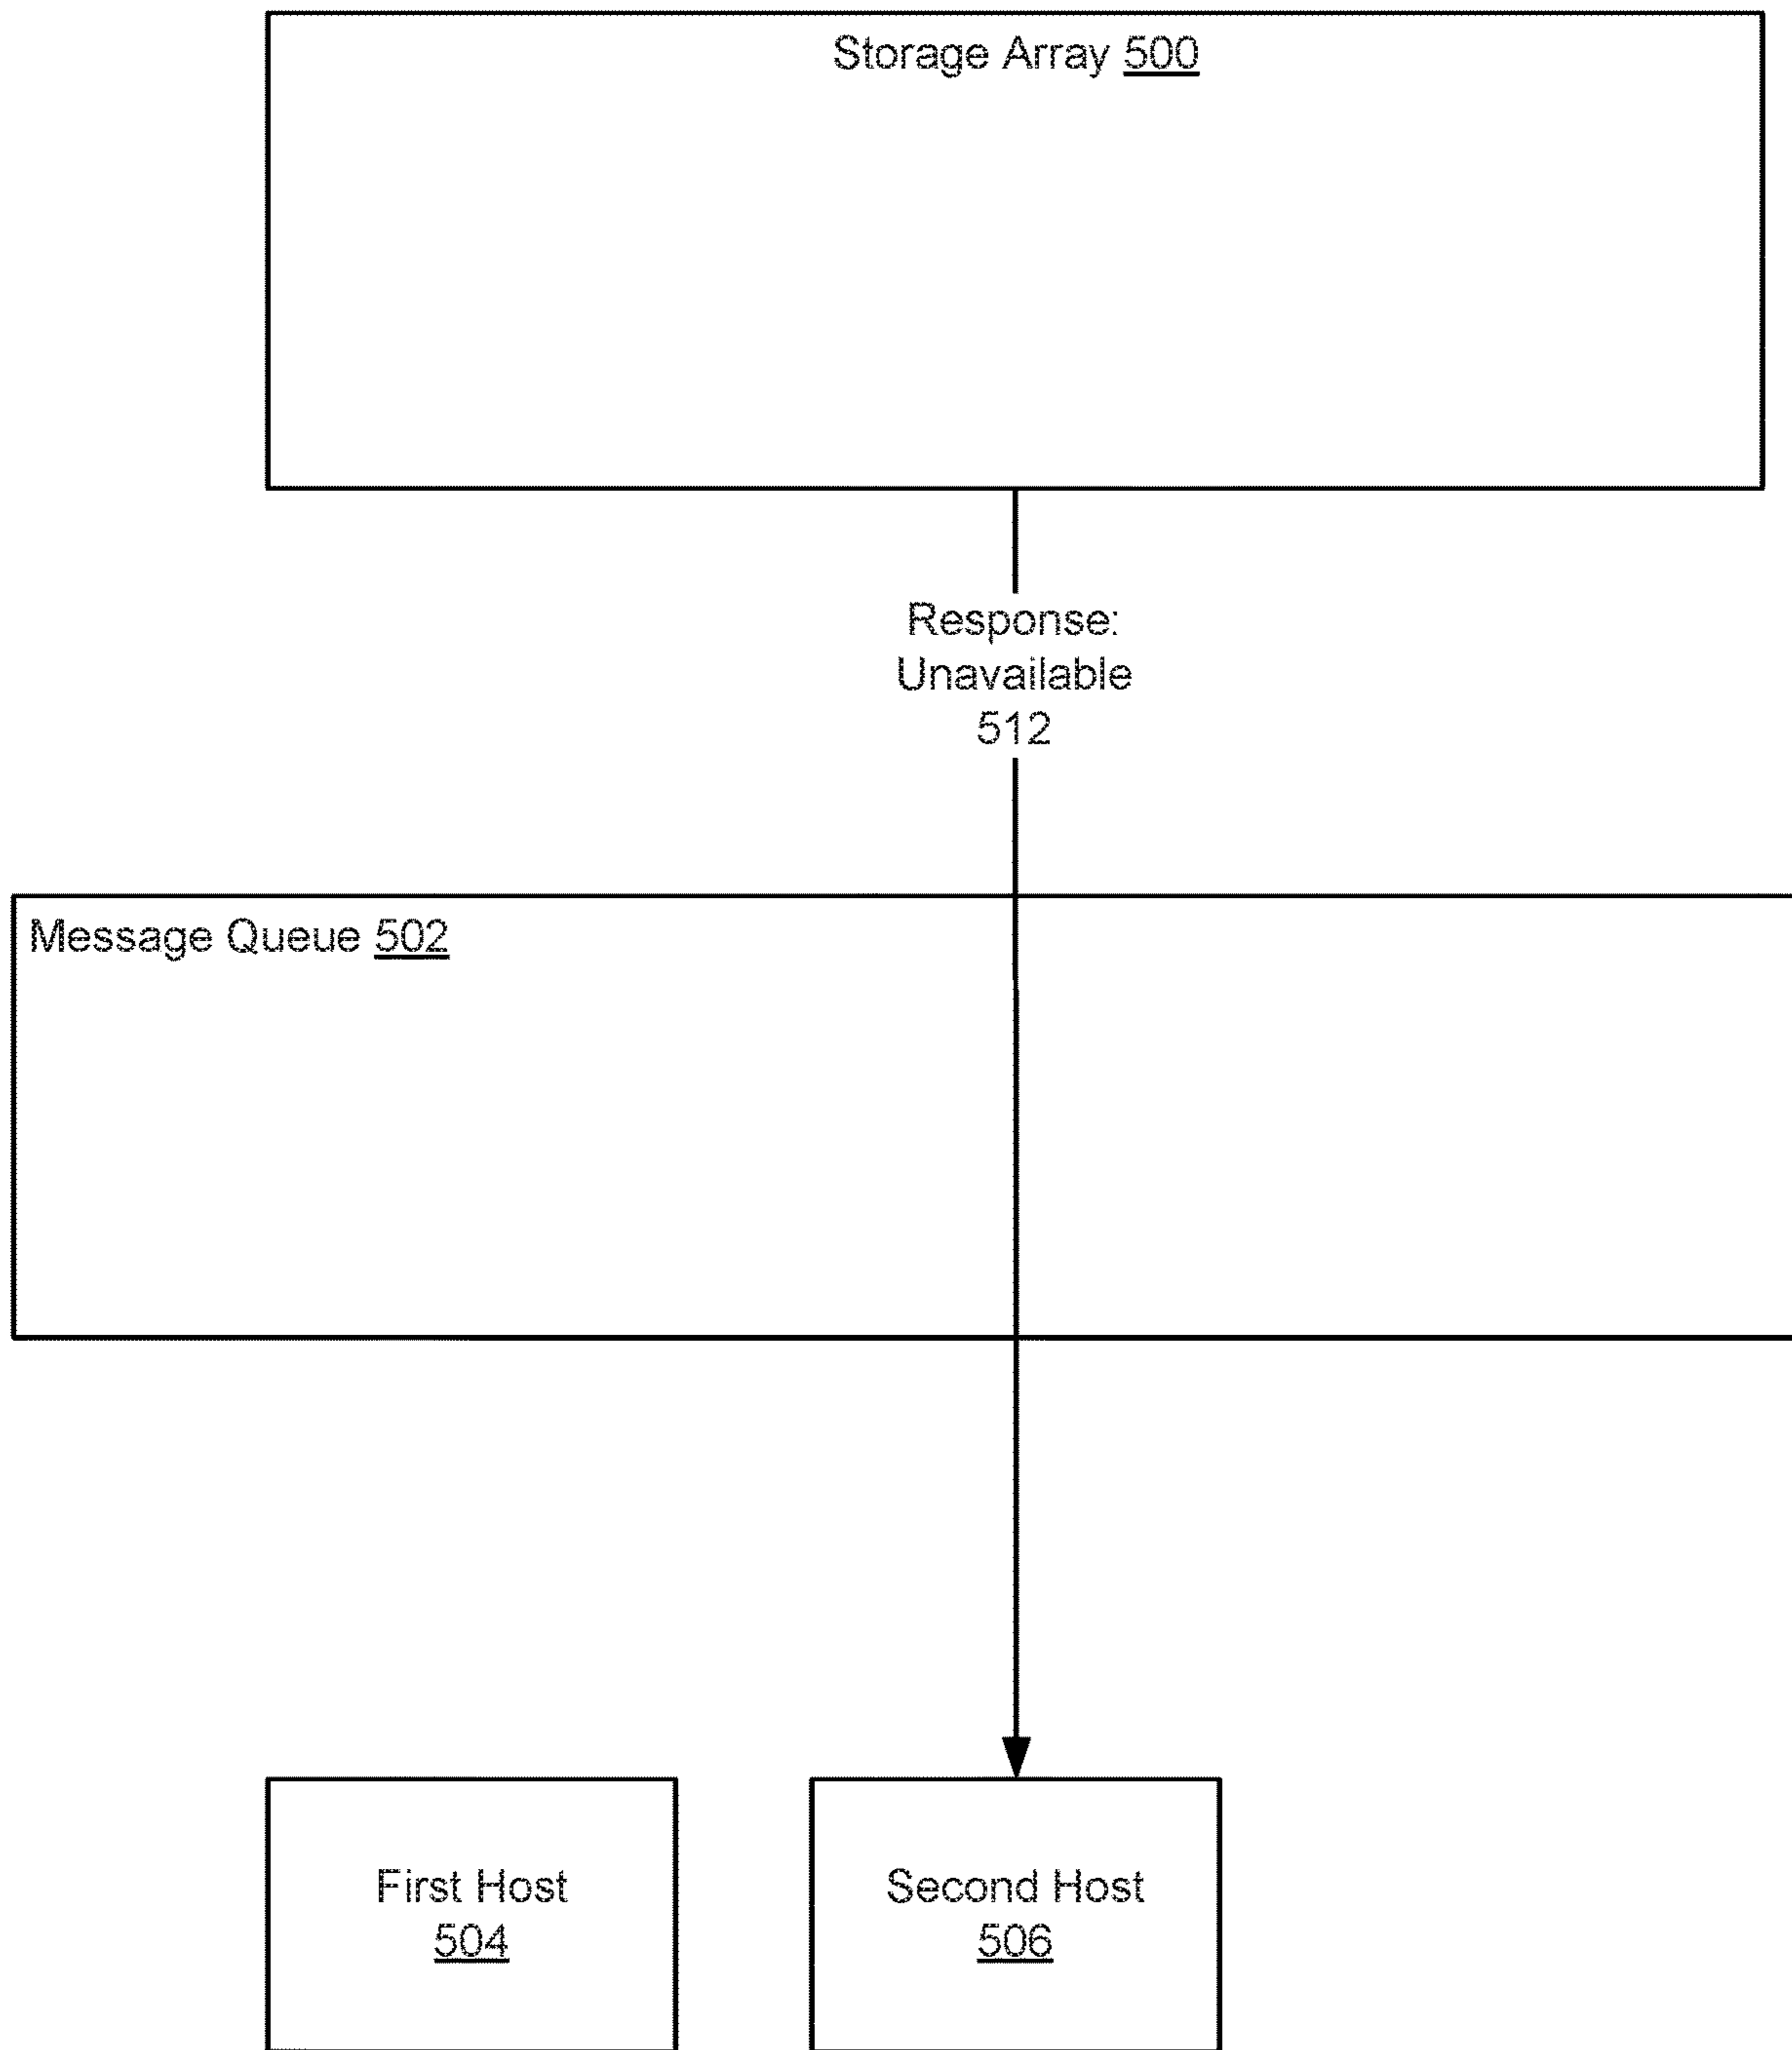 Storage Array 500
Response:
Unavailable
512
Message Queue 502
First Host
504
Second Host
506